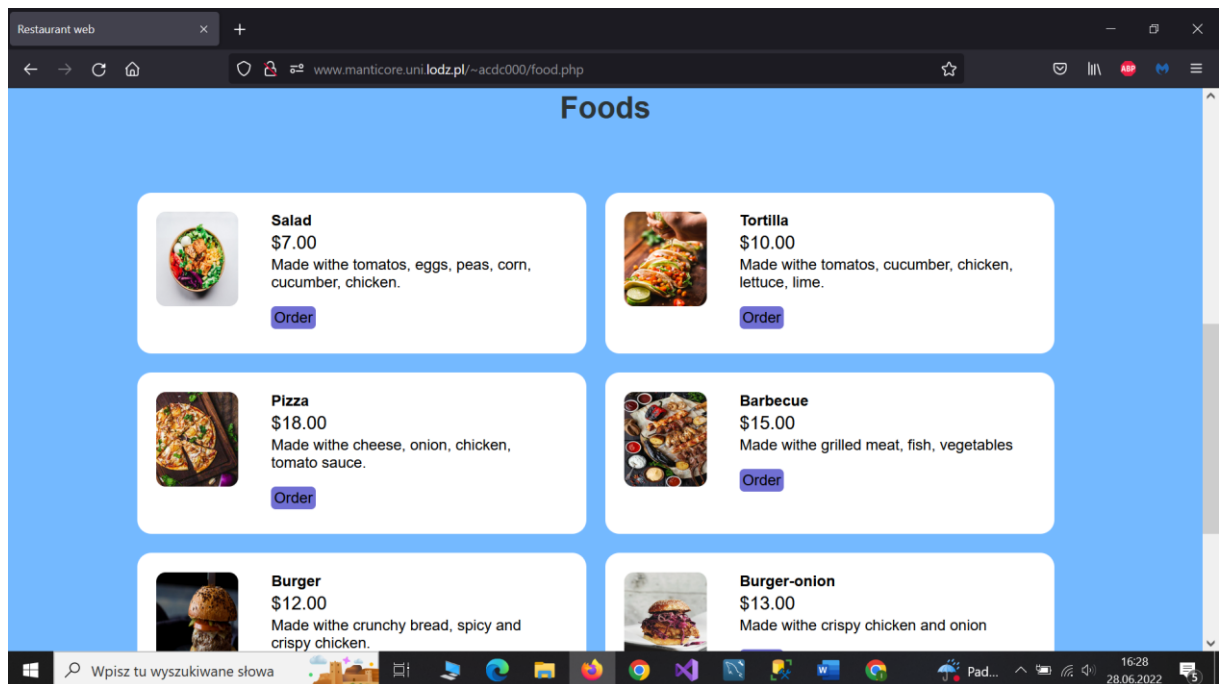 Restaurant web
www.manticore.uni.lodz.pl/~acdc000/food.php
ABP
Foods
Salad
$7.00
Made withe tomatos, eggs, peas, corn,
cucumber, chicken.
Order
Tortilla
$10.00
Made withe tomatos, cucumber, chicken,
lettuce, lime.
Order
Pizza
$18.00
Made withe cheese, onion, chicken,
tomato sauce.
Order
Barbecue
$15.00
Made withe grilled meat, fish, vegetables
Order
Burger
$12.00
Made withe crunchy bread, spicy and
crispy chicken.
Burger-onion
$13.00
Made withe crispy chicken and onion
Wpisz tu wyszukiwane słowa
Pad...
16:28
28.06.2022
5